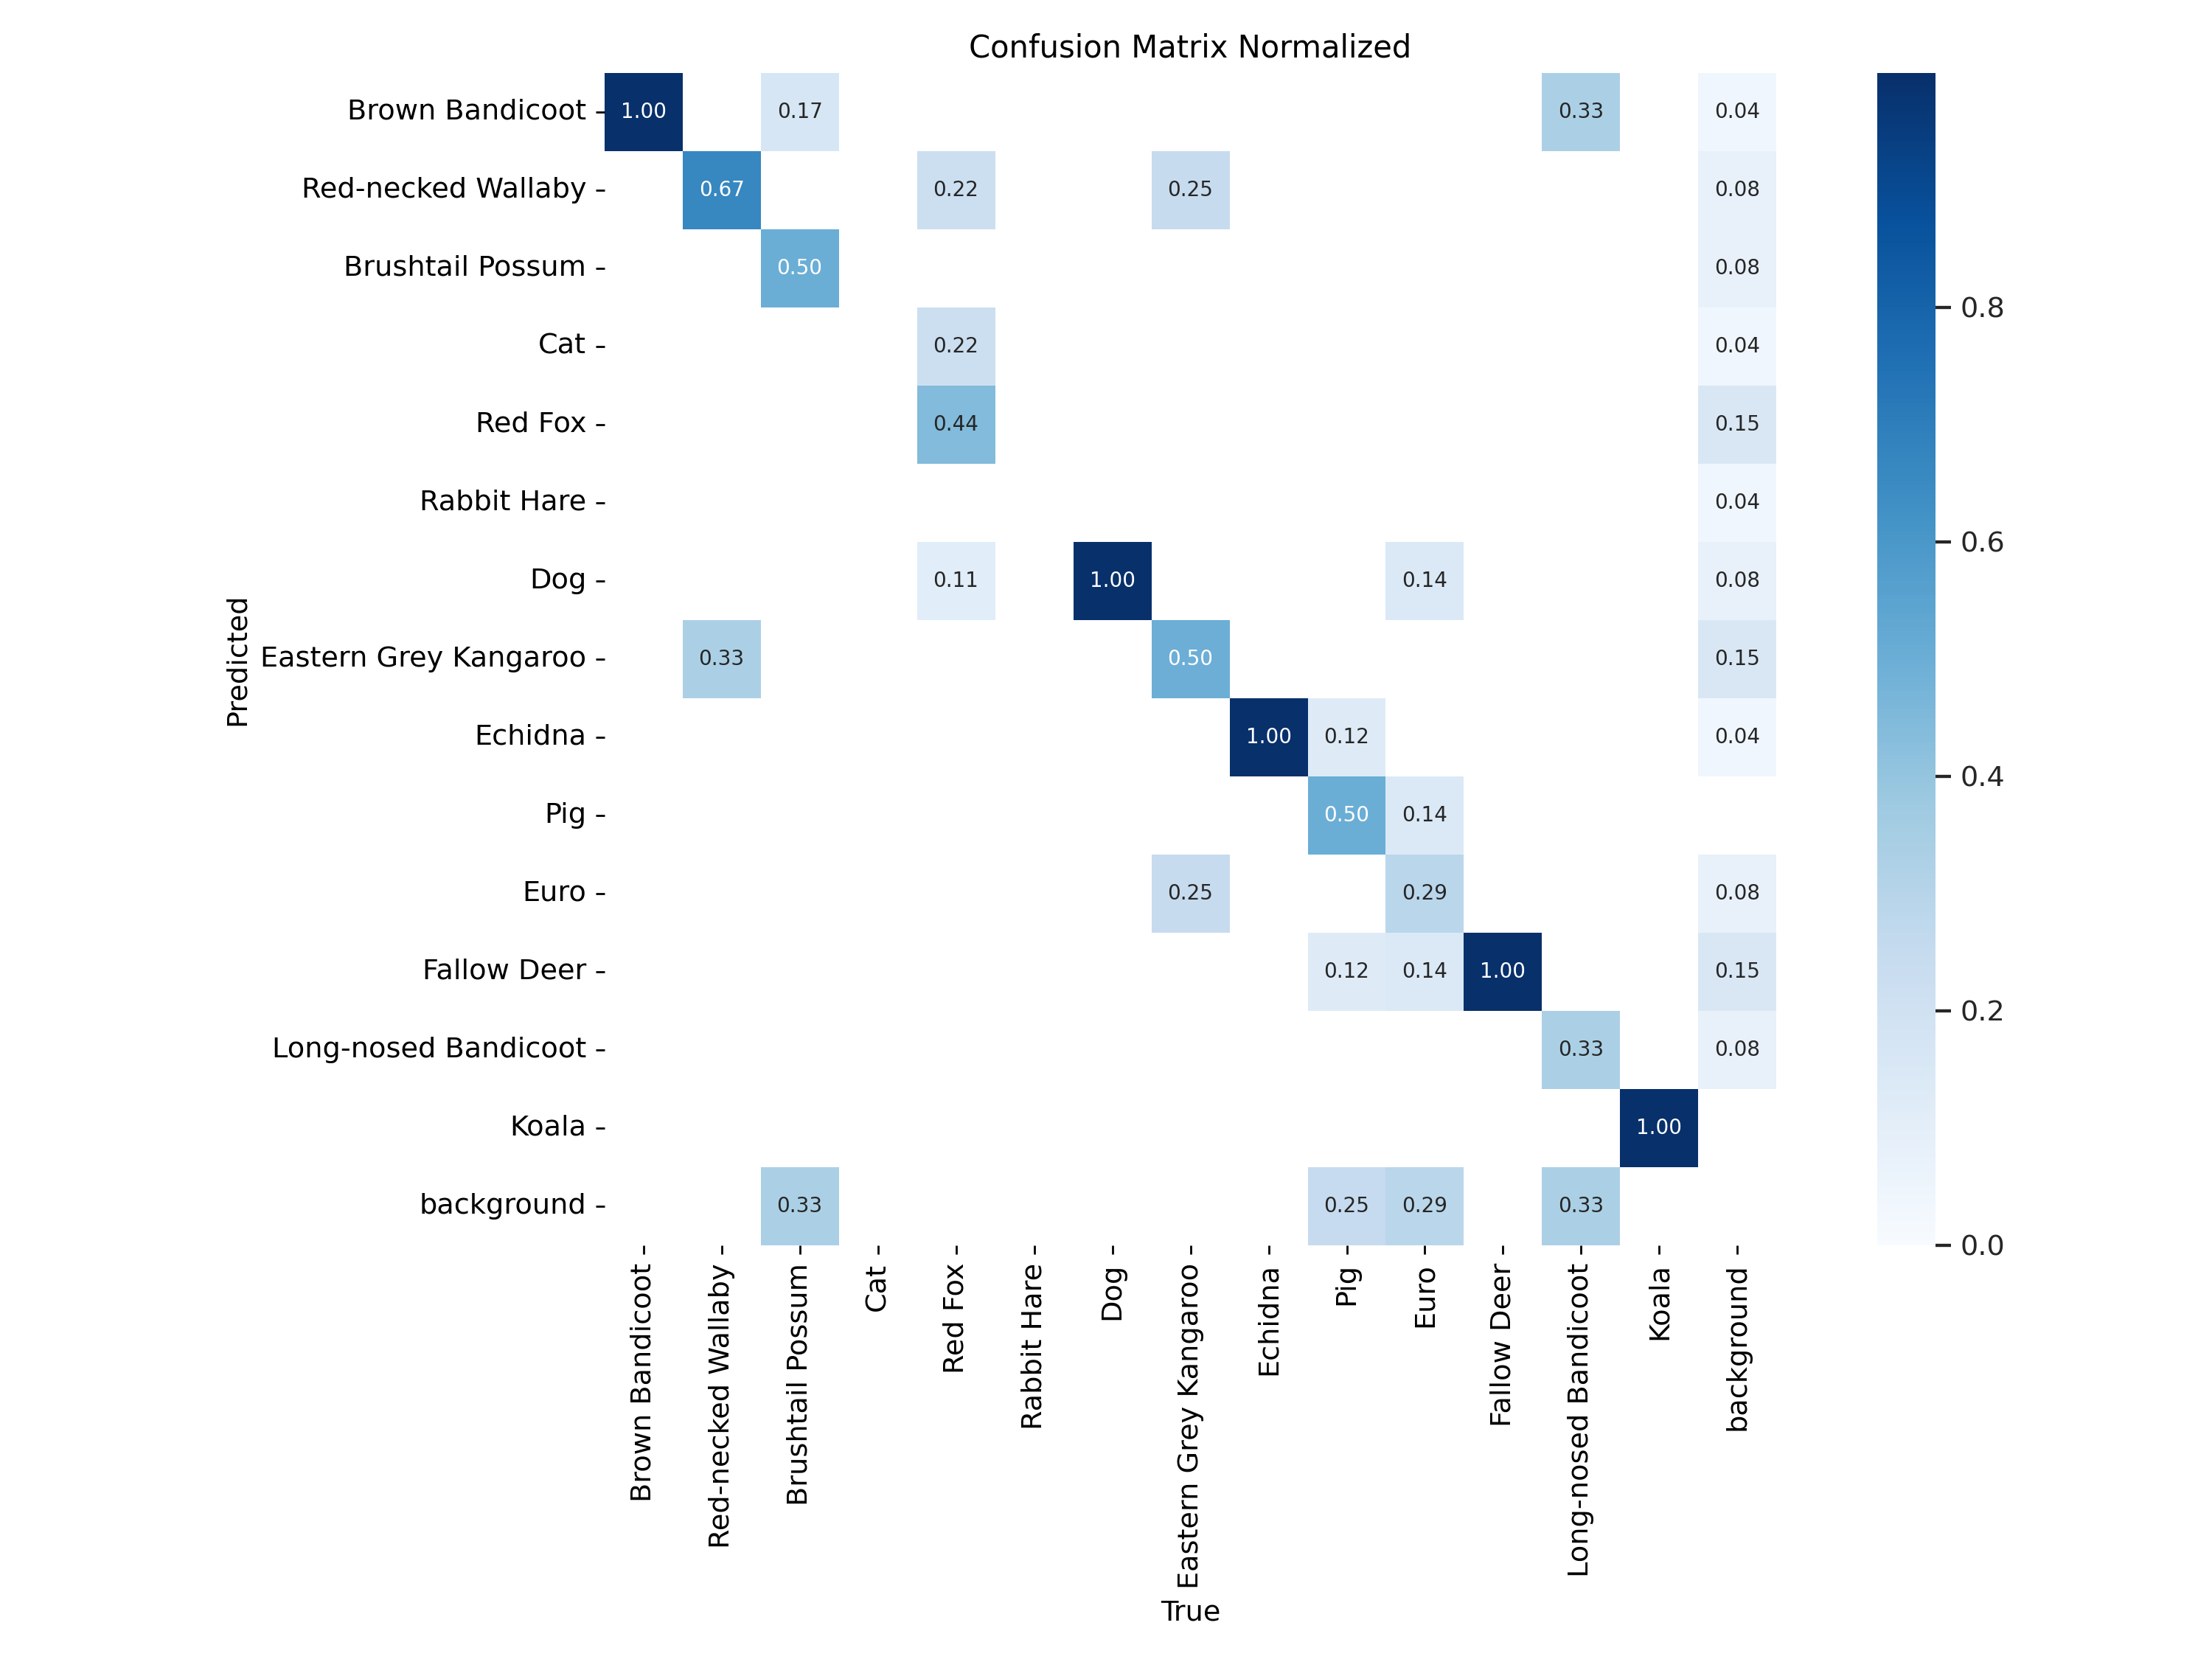 Confusion Matrix Normalized
Brown Bandicoot 1.00 0.17 0.33 0.04
Red-necked Wallaby 0.67 0.22 0.25 0.08
Brushtail Possum 0.50 0.08
Cat 0.22 0.04
Red Fox 0.44 0.15
Rabbit Hare 0.04
Dog 0.11 1.00 0.14 0.08
Eastern Grey Kangaroo 0.33 0.50 0.15
Echidna 1.00 0.12 0.04
Pig 0.50 0.14
Euro 0.25 0.29 0.08
Fallow Deer 0.12 0.14 1.00 0.15
Long-nosed Bandicoot 0.33 0.08
Koala 1.00
background 0.33 0.25 0.29 0.33
Predicted
Brown Bandicoot
Red-necked Wallaby
Brushtail Possum
Cat
Red Fox
Rabbit Hare
Dog
Eastern Grey Kangaroo
Echidna
Pig
Euro
Fallow Deer
Long-nosed Bandicoot
Koala
background
True
0.8
0.6
0.4
0.2
0.0